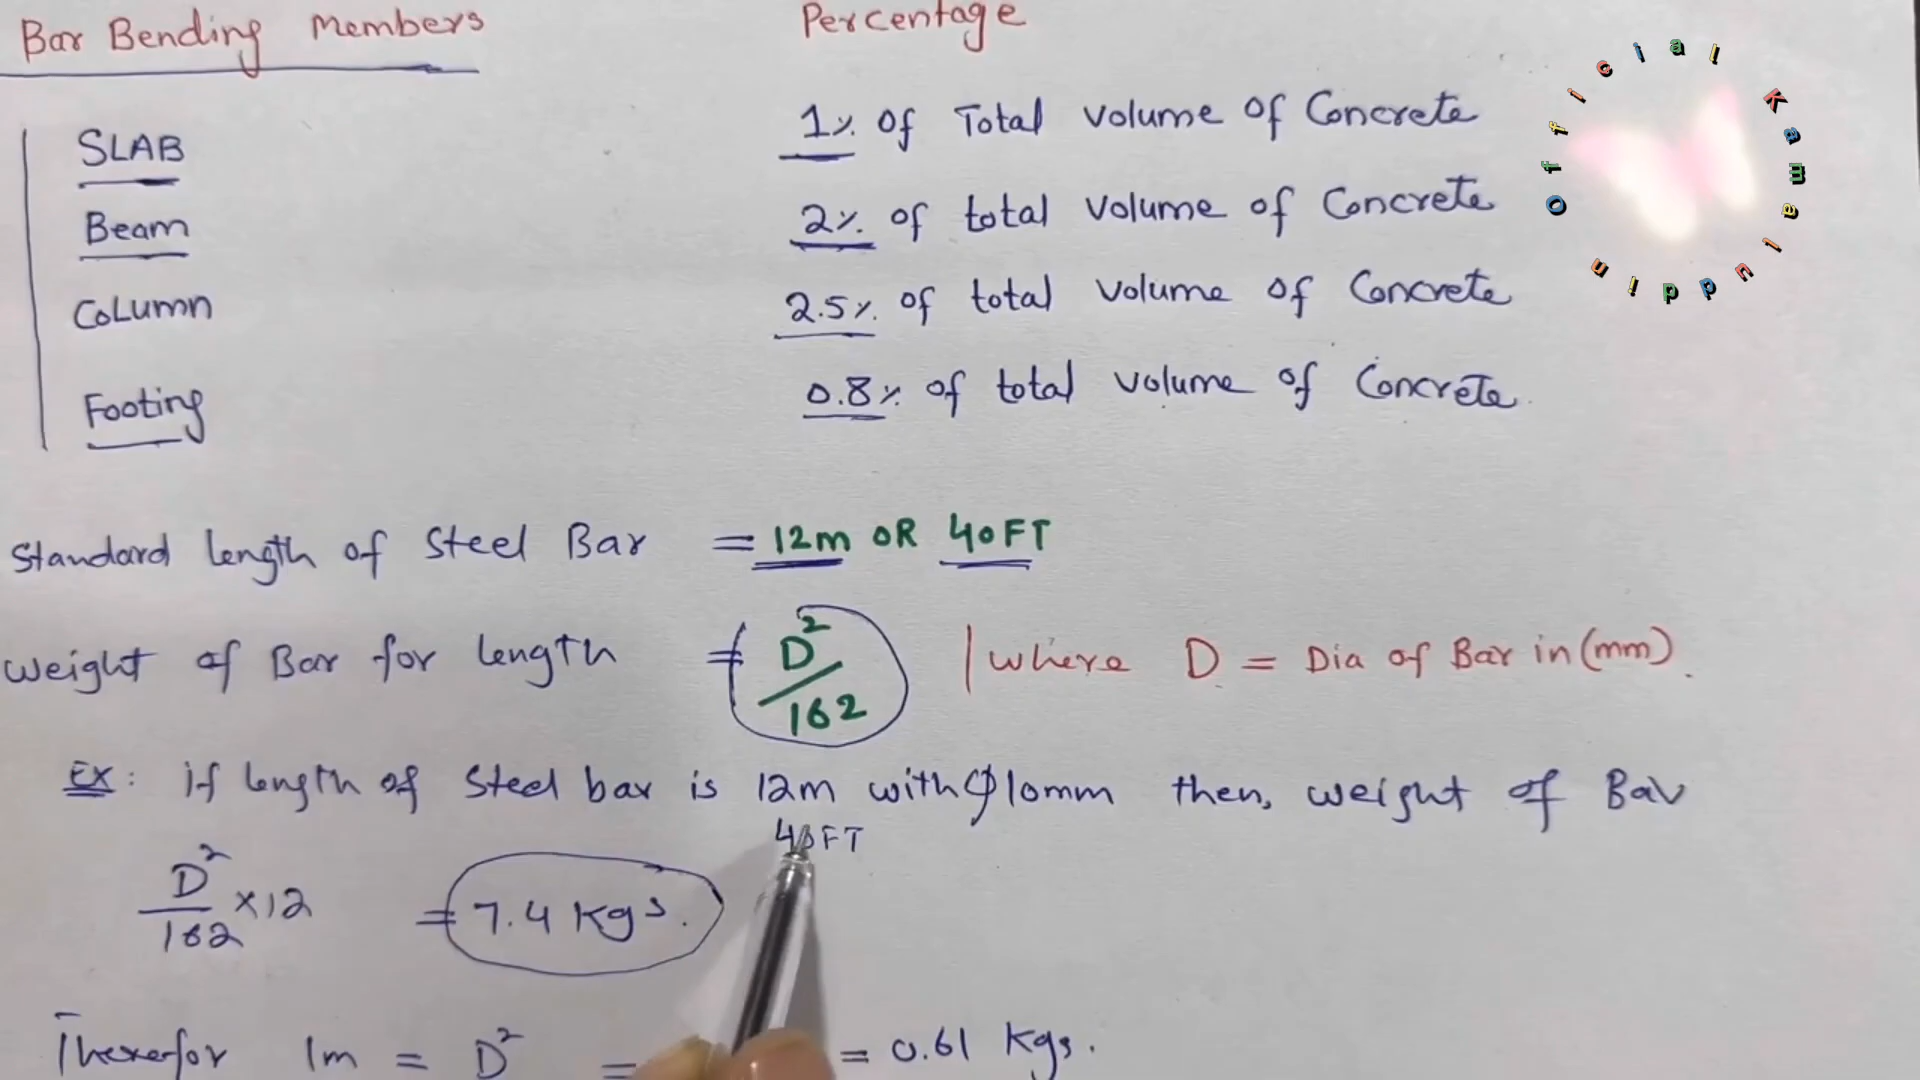 Bar Bending Members Percentage
SLAB 1% of Total volume of Concrete
Beam 2% of total volume of Concrete
Column 2.5% of total volume of Concrete
Footing 0.8% of total volume of Concrete
Standard length of Steel Bar = 12m OR 40FT
weight of Bar for length = D²/162 | where D = Dia of Bar in (mm).
EX: if length of Steel bar is 12m with φ10mm then, weight of Bar
40FT
D²/162 ×12 = 7.4 Kgs.
Therefor 1m = D² = = 0.61 Kgs.
Official Kamaluddin